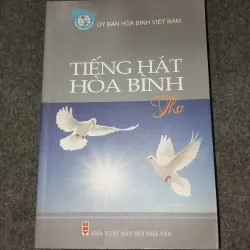 ỦY BAN HÒA BÌNH VIỆT NAM
TIẾNG HÁT
HÒA BÌNH
Thơ
NHÀ XUẤT BẢN HỘI NHÀ VĂN